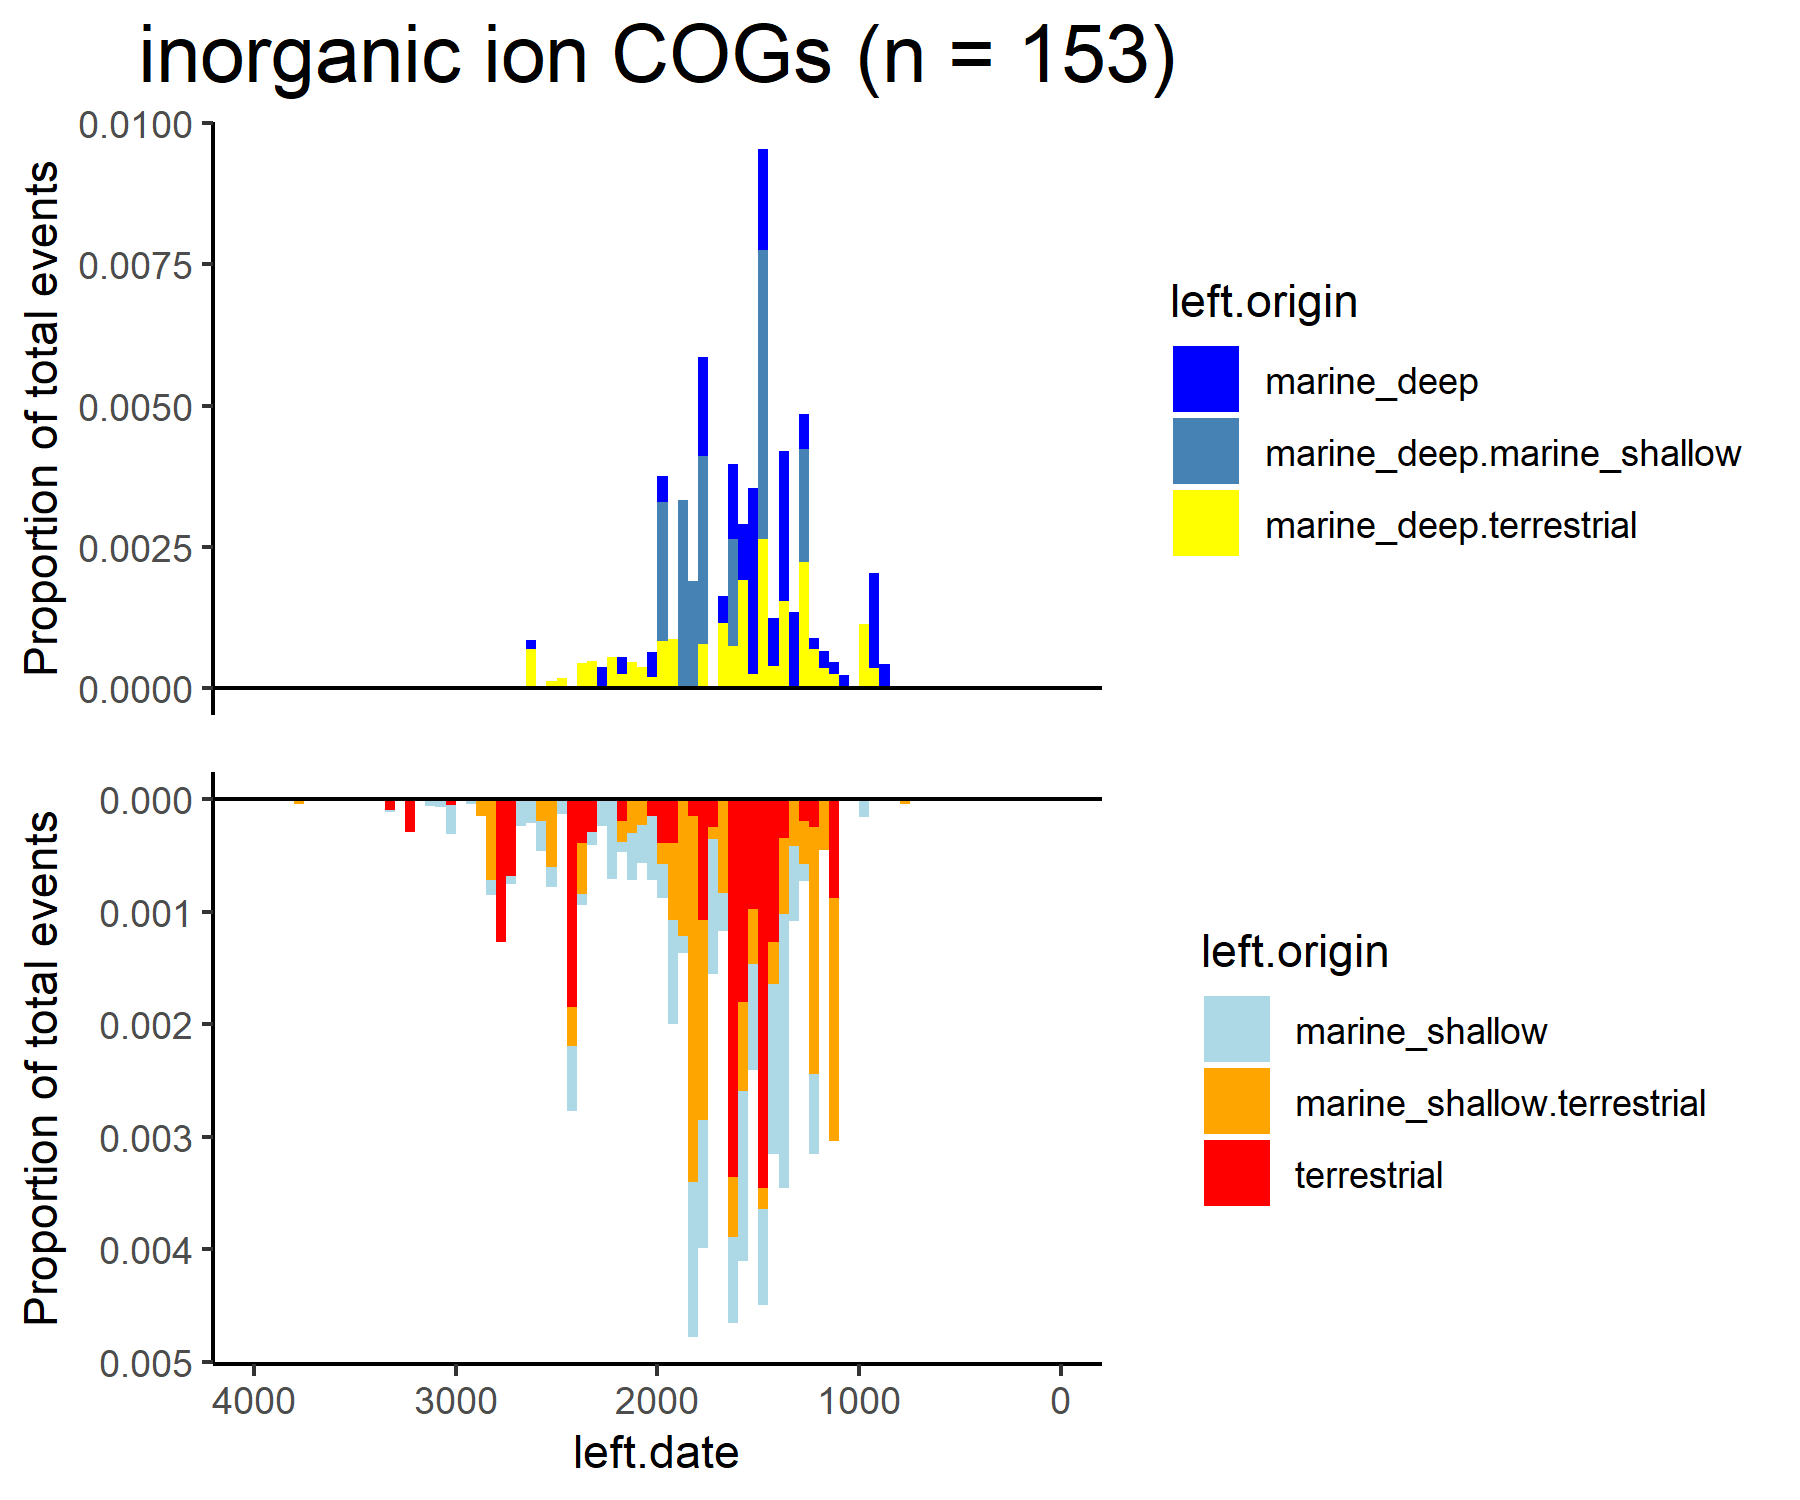 inorganic ion COGs (n = 153)
Proportion of total events
0.0100
0.0075
0.0050
0.0025
0.0000
left.origin
marine_deep
marine_deep.marine_shallow
marine_deep.terrestrial
Proportion of total events
0.000
0.001
0.002
0.003
0.004
0.005
4000 3000 2000 1000 0
left.date
left.origin
marine_shallow
marine_shallow.terrestrial
terrestrial